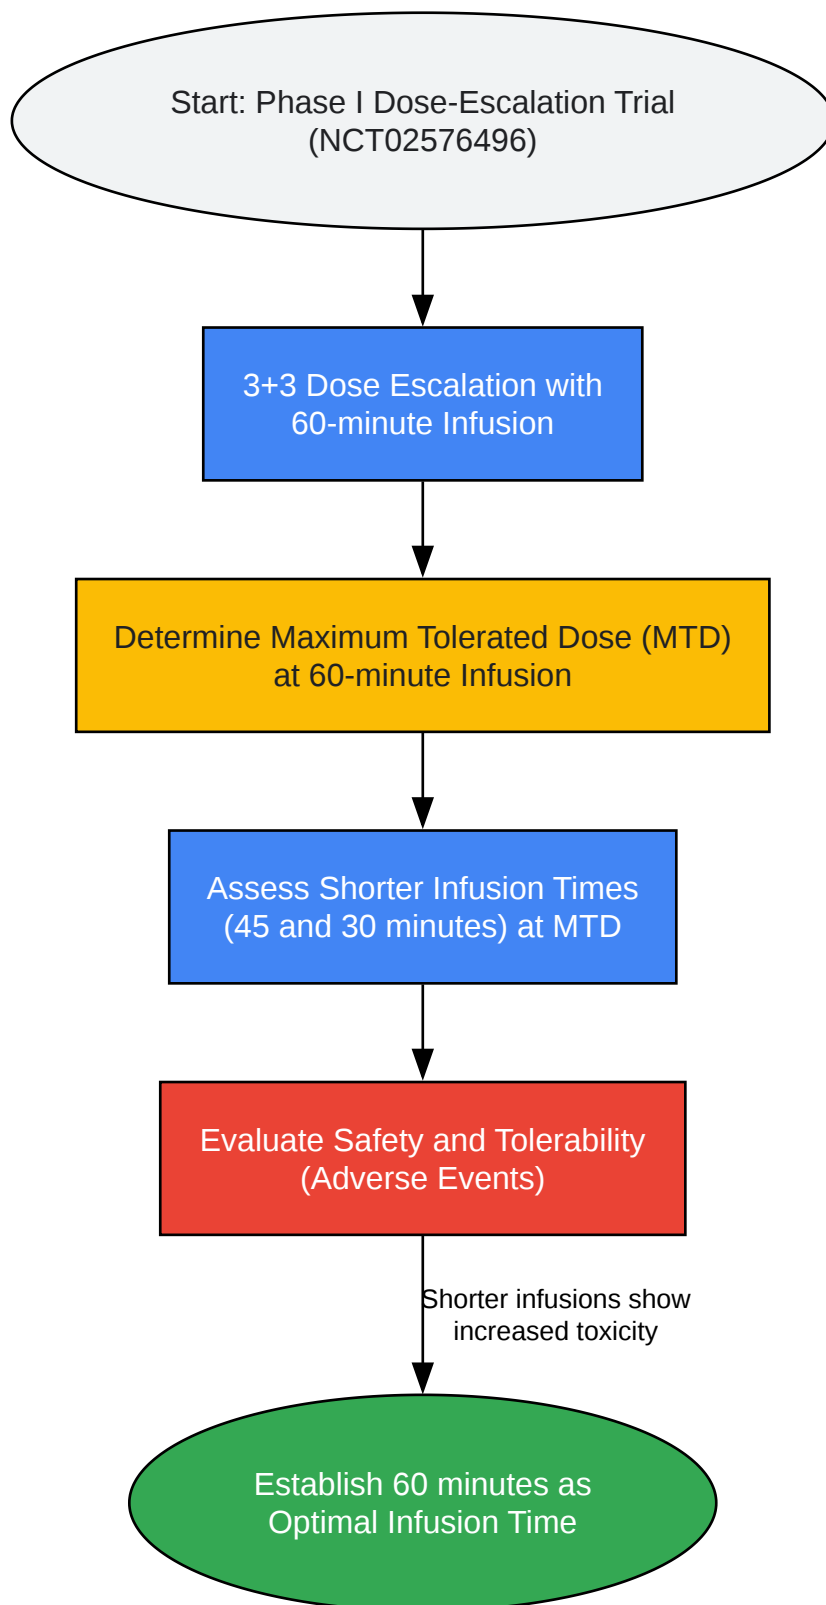 Start: Phase I Dose-Escalation Trial
(NCT02576496)
3+3 Dose Escalation with
60-minute Infusion
Determine Maximum Tolerated Dose (MTD)
at 60-minute Infusion
Assess Shorter Infusion Times
(45 and 30 minutes) at MTD
Evaluate Safety and Tolerability
(Adverse Events)
Shorter infusions show
increased toxicity
Establish 60 minutes as
Optimal Infusion Time